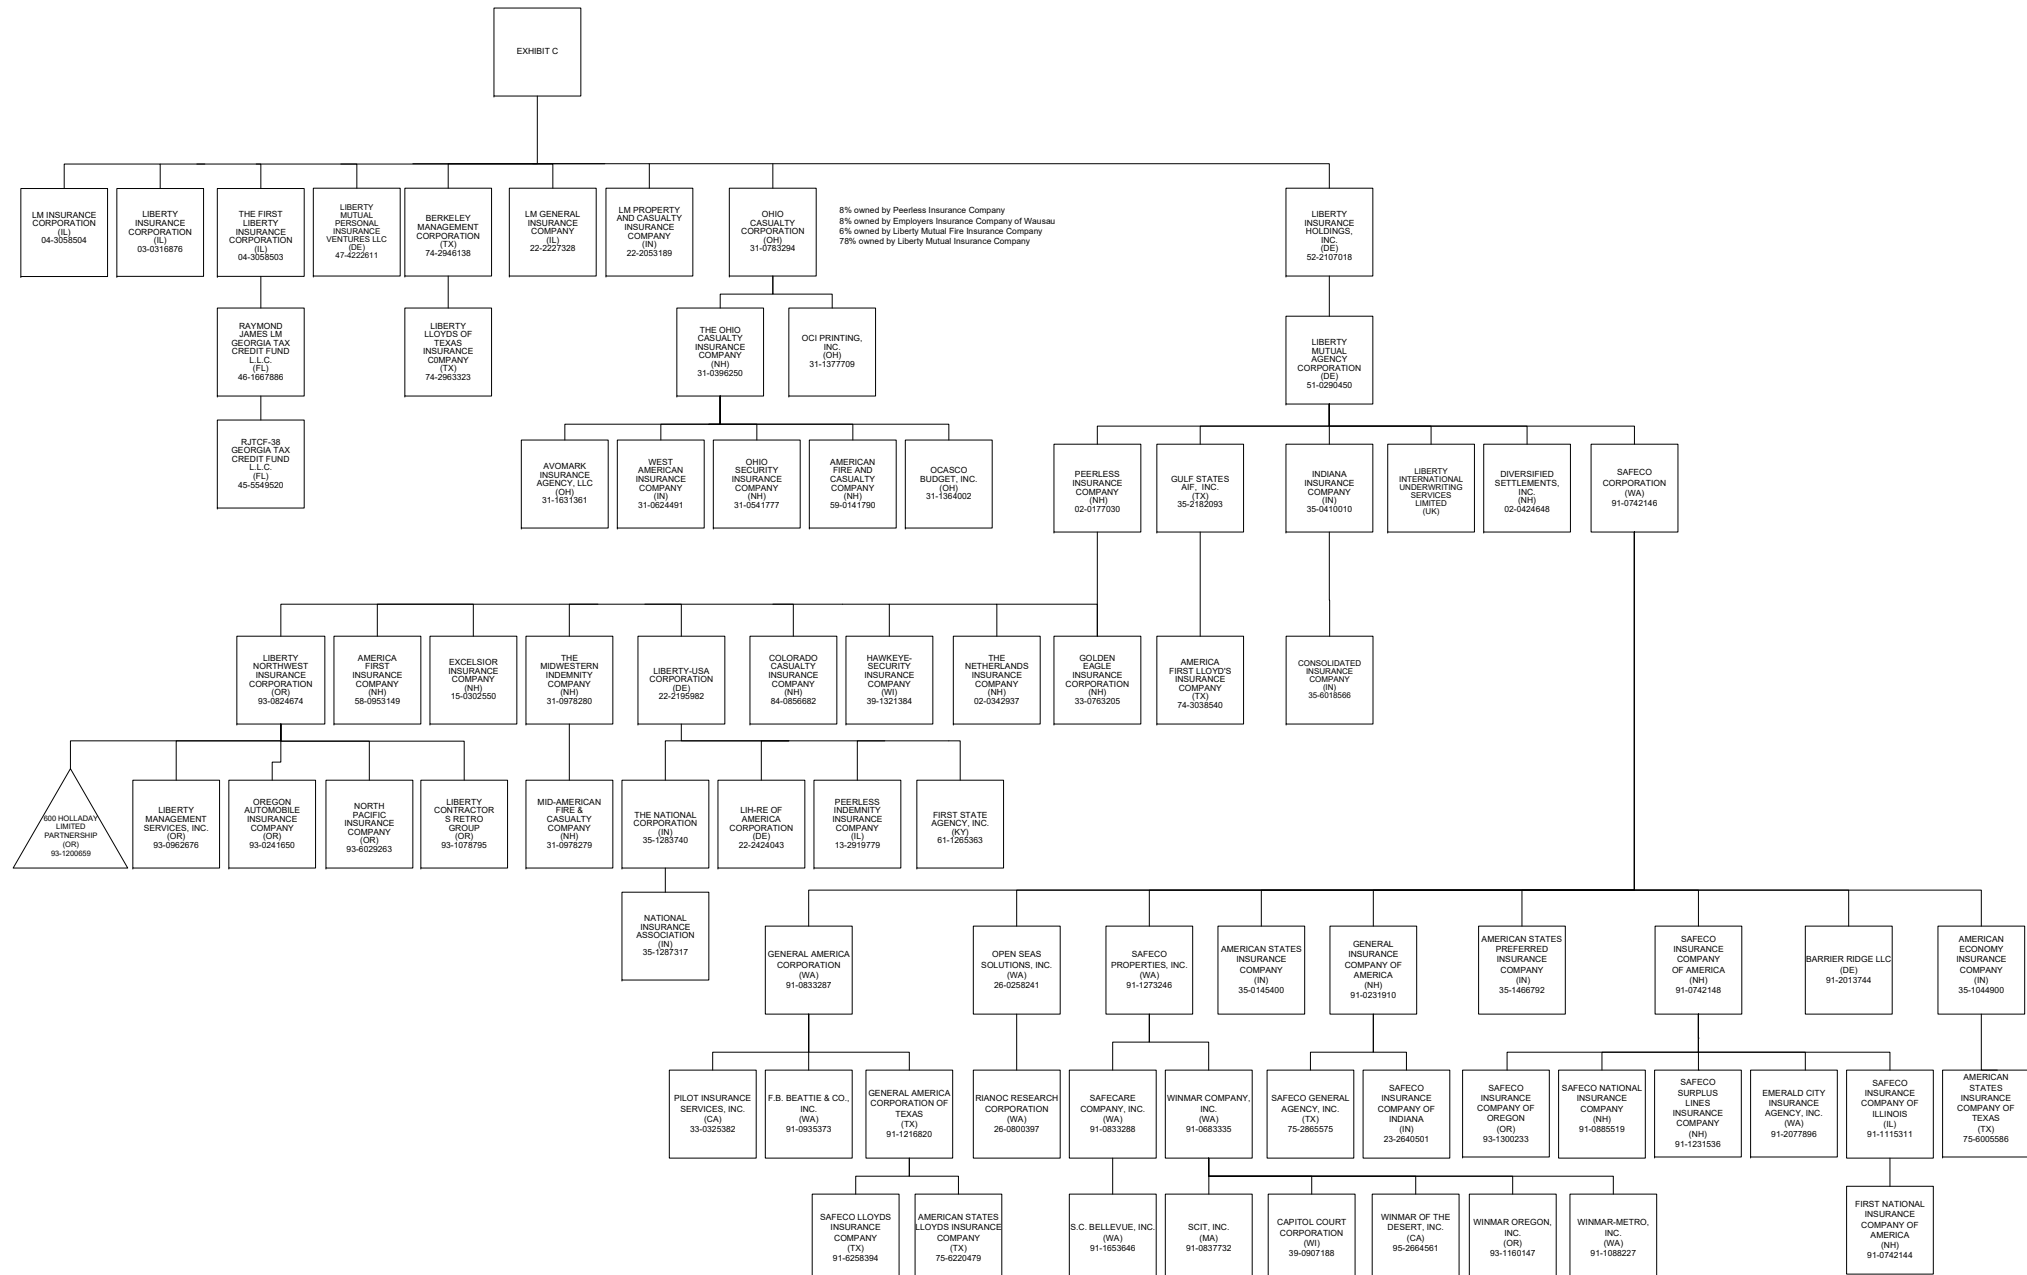 EXHIBIT C
LM INSURANCE
CORPORATION
(IL)
04-3058504
LIBERTY
INSURANCE
CORPORATION
(IL)
03-0316876
THE FIRST
LIBERTY
INSURANCE
CORPORATION
(IL)
04-3058503
LIBERTY
MUTUAL
PERSONAL
INSURANCE
VENTURES LLC
(DE)
47-4222611
BERKELEY
MANAGEMENT
CORPORATION
(TX)
74-2946138
LM GENERAL
INSURANCE
COMPANY
(IL)
22-2227328
LM PROPERTY
AND CASUALTY
INSURANCE
COMPANY
(IN)
22-2053189
OHIO
CASUALTY
CORPORATION
(OH)
31-0783294
8% owned by Peerless Insurance Company
8% owned by Employers Insurance Company of Wausau
6% owned by Liberty Mutual Fire Insurance Company
78% owned by Liberty Mutual Insurance Company
LIBERTY
INSURANCE
HOLDINGS,
INC.
(DE)
52-2107018
RAYMOND
JAMES LM
GEORGIA TAX
CREDIT FUND
L.L.C.
(FL)
46-1667886
LIBERTY
LLOYDS OF
TEXAS
INSURANCE
C0MPANY
(TX)
74-2963323
THE OHIO
CASUALTY
INSURANCE
COMPANY
(NH)
31-0396250
OCI PRINTING,
INC.
(OH)
31-1377709
LIBERTY
MUTUAL
AGENCY
CORPORATION
(DE)
51-0290450
RJTCF-38
GEORGIA TAX
CREDIT FUND
L.L.C.
(FL)
45-5549520
AVOMARK
INSURANCE
AGENCY, LLC
(OH)
31-1631361
WEST
AMERICAN
INSURANCE
COMPANY
(IN)
31-0624491
OHIO
SECURITY
INSURANCE
COMPANY
(NH)
31-0541777
AMERICAN
FIRE AND
CASUALTY
COMPANY
(NH)
59-0141790
OCASCO
BUDGET, INC.
(OH)
31-1364002
PEERLESS
INSURANCE
COMPANY
(NH)
02-0177030
GULF STATES
AIF, INC.
(TX)
35-2182093
INDIANA
INSURANCE
COMPANY
(IN)
35-0410010
LIBERTY
INTERNATIONAL
UNDERWRITING
SERVICES
LIMITED
(UK)
DIVERSIFIED
SETTLEMENTS,
INC.
(NH)
02-0424648
SAFECO
CORPORATION
(WA)
91-0742146
LIBERTY
NORTHWEST
INSURANCE
CORPORATION
(OR)
93-0824674
AMERICA
FIRST
INSURANCE
COMPANY
(NH)
58-0953149
EXCELSIOR
INSURANCE
COMPANY
(NH)
15-0302550
THE
MIDWESTERN
INDEMNITY
COMPANY
(NH)
31-0978280
LIBERTY-USA
CORPORATION
(DE)
22-2195982
COLORADO
CASUALTY
INSURANCE
COMPANY
(NH)
84-0856682
HAWKEYE-
SECURITY
INSURANCE
COMPANY
(WI)
39-1321384
THE
NETHERLANDS
INSURANCE
COMPANY
(NH)
02-0342937
GOLDEN
EAGLE
INSURANCE
CORPORATION
(NH)
33-0763205
AMERICA
FIRST LLOYD'S
INSURANCE
COMPANY
(TX)
74-3038540
CONSOLIDATED
INSURANCE
COMPANY
(IN)
35-6018566
600 HOLLADAY
LIMITED
PARTNERSHIP
(OR)
93-1200659
LIBERTY
MANAGEMENT
SERVICES, INC.
(OR)
93-0962676
OREGON
AUTOMOBILE
INSURANCE
COMPANY
(OR)
93-0241650
NORTH
PACIFIC
INSURANCE
COMPANY
(OR)
93-6029263
LIBERTY
CONTRACTOR
S RETRO
GROUP
(OR)
93-1078795
MID-AMERICAN
FIRE &
CASUALTY
COMPANY
(NH)
31-0978279
THE NATIONAL
CORPORATION
(IN)
35-1283740
LIH-RE OF
AMERICA
CORPORATION
(DE)
22-2424043
PEERLESS
INDEMNITY
INSURANCE
COMPANY
(IL)
13-2919779
FIRST STATE
AGENCY, INC.
(KY)
61-1265363
NATIONAL
INSURANCE
ASSOCIATION
(IN)
35-1287317
GENERAL AMERICA
CORPORATION
(WA)
91-0833287
OPEN SEAS
SOLUTIONS, INC.
(WA)
26-0258241
SAFECO
PROPERTIES, INC.
(WA)
91-1273246
AMERICAN STATES
INSURANCE
COMPANY
(IN)
35-0145400
GENERAL
INSURANCE
COMPANY OF
AMERICA
(NH)
91-0231910
AMERICAN STATES
PREFERRED
INSURANCE
COMPANY
(IN)
35-1466792
SAFECO
INSURANCE
COMPANY
OF AMERICA
(NH)
91-0742148
BARRIER RIDGE LLC
(DE)
91-2013744
AMERICAN
ECONOMY
INSURANCE
COMPANY
(IN)
35-1044900
PILOT INSURANCE
SERVICES, INC.
(CA)
33-0325382
F.B. BEATTIE & CO.,
INC.
(WA)
91-0935373
GENERAL AMERICA
CORPORATION OF
TEXAS
(TX)
91-1216820
RIANOC RESEARCH
CORPORATION
(WA)
26-0800397
SAFECARE
COMPANY, INC.
(WA)
91-0833288
WINMAR COMPANY,
INC.
(WA)
91-0683335
SAFECO GENERAL
AGENCY, INC.
(TX)
75-2865575
SAFECO
INSURANCE
COMPANY OF
INDIANA
(IN)
23-2640501
SAFECO
INSURANCE
COMPANY OF
OREGON
(OR)
93-1300233
SAFECO NATIONAL
INSURANCE
COMPANY
(NH)
91-0885519
SAFECO
SURPLUS
LINES
INSURANCE
COMPANY
(NH)
91-1231536
EMERALD CITY
INSURANCE
AGENCY, INC.
(WA)
91-2077896
SAFECO
INSURANCE
COMPANY OF
ILLINOIS
(IL)
91-1115311
AMERICAN
STATES
INSURANCE
COMPANY OF
TEXAS
(TX)
75-6005586
SAFECO LLOYDS
INSURANCE
COMPANY
(TX)
91-6258394
AMERICAN STATES
LLOYDS INSURANCE
COMPANY
(TX)
75-6220479
S.C. BELLEVUE, INC.
(WA)
91-1653646
SCIT, INC.
(MA)
91-0837732
CAPITOL COURT
CORPORATION
(WI)
39-0907188
WINMAR OF THE
DESERT, INC.
(CA)
95-2664561
WINMAR OREGON,
INC.
(OR)
93-1160147
WINMAR-METRO,
INC.
(WA)
91-1088227
FIRST NATIONAL
INSURANCE
COMPANY OF
AMERICA
(NH)
91-0742144